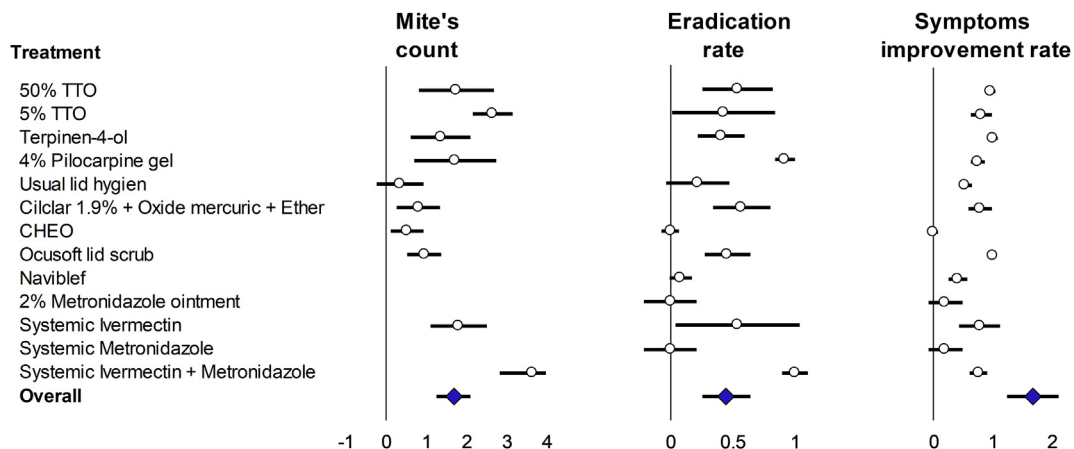 Mite's
count
Eradication
rate
Symptoms
improvement rate
Treatment
50% TTO
5% TTO
Terpinen-4-ol
4% Pilocarpine gel
Usual lid hygien
Cilclar 1.9% + Oxide mercuric + Ether
CHEO
Ocusoft lid scrub
Naviblef
2% Metronidazole ointment
Systemic Ivermectin
Systemic Metronidazole
Systemic Ivermectin + Metronidazole
Overall
-1 0 1 2 3 4
0 0.5 1
0 1 2